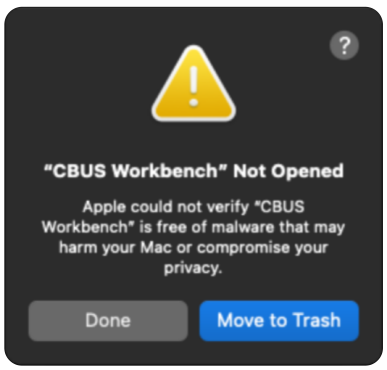 ?
“CBUS Workbench” Not Opened
Apple could not verify “CBUS
Workbench” is free of malware that may
harm your Mac or compromise your
privacy.
Done
Move to Trash